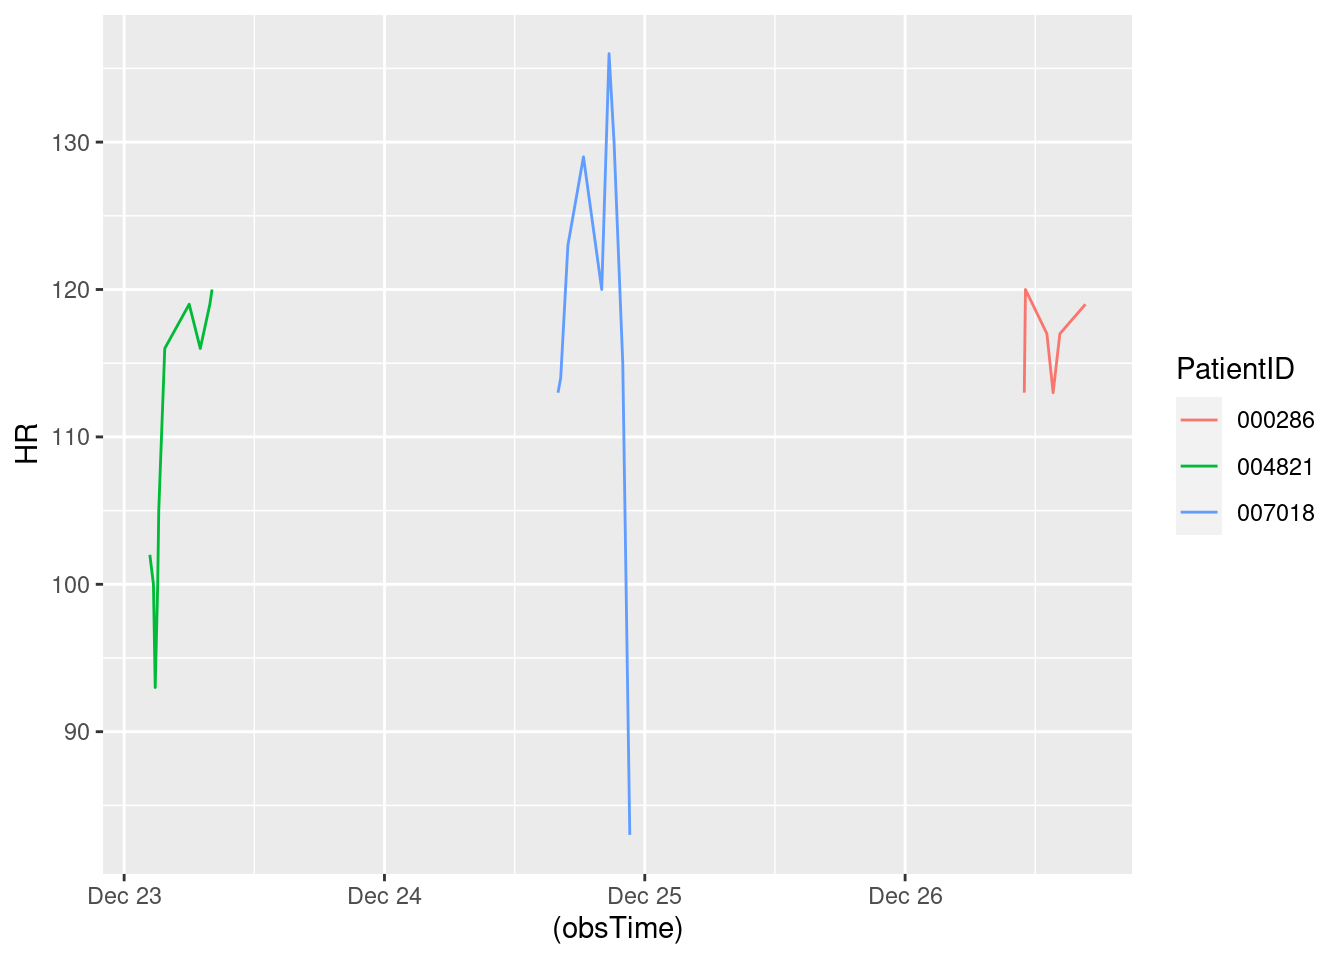 HR
130
120
110
100
90
Dec 23
Dec 24
Dec 25
Dec 26
(obsTime)
PatientID
000286
004821
007018